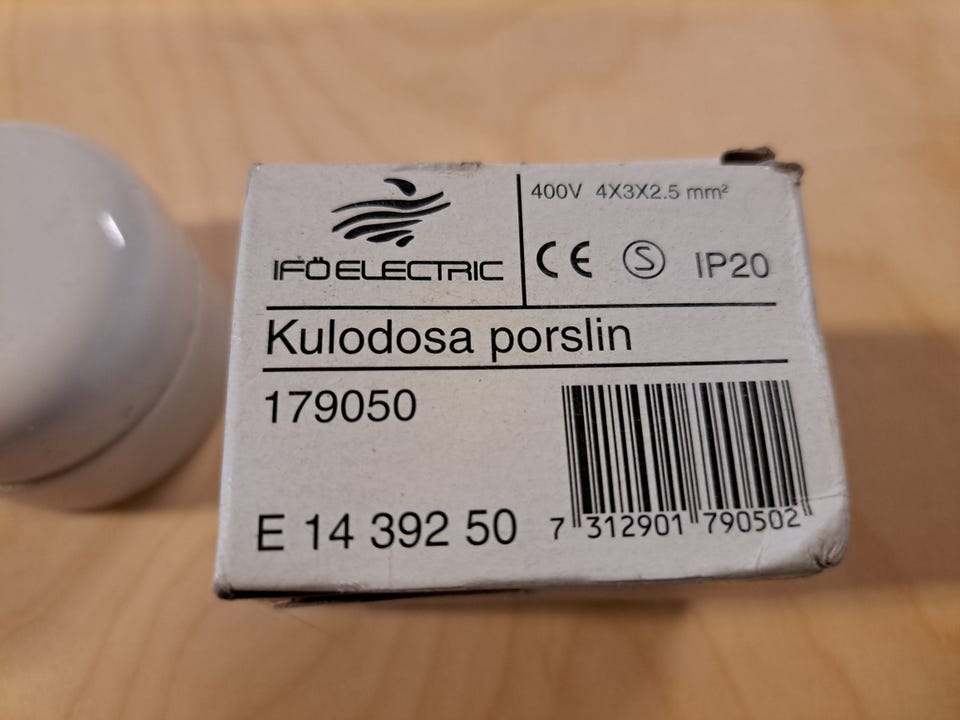 IFÖ ELECTRIC
400V 4X3X2.5 mm²
CE S IP20
Kulodosa porslin
179050
E 14 392 50
7 312901 790502